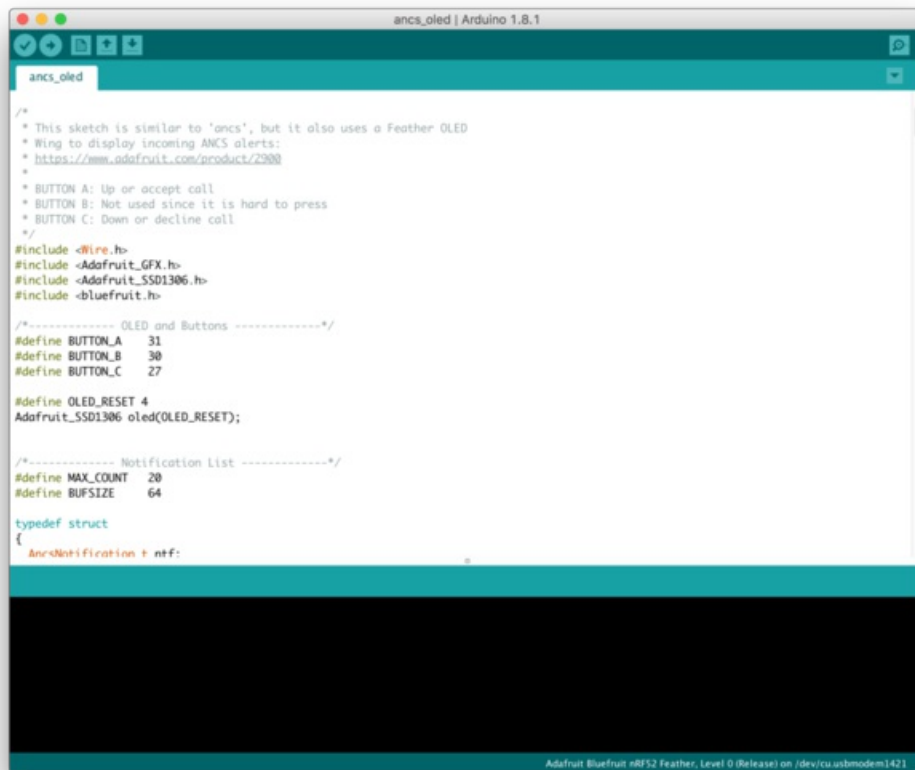 ancs_oled | Arduino 1.8.1
ancs_oled
/*
 * This sketch is similar to 'ancs', but it also uses a Feather OLED
 * Wing to display incoming ANCS alerts:
 * https://www.adafruit.com/product/2900
 *
 * BUTTON A: Up or accept call
 * BUTTON B: Not used since it is hard to press
 * BUTTON C: Down or decline call
 */
#include <Wire.h>
#include <Adafruit_GFX.h>
#include <Adafruit_SSD1306.h>
#include <bluefruit.h>
/*------------- OLED and Buttons -------------*/
#define BUTTON_A    31
#define BUTTON_B    30
#define BUTTON_C    27
#define OLED_RESET 4
Adafruit_SSD1306 oled(OLED_RESET);
/*------------- Notification List -------------*/
#define MAX_COUNT   20
#define BUFSIZE     64
typedef struct
{
  AncsNotification_t ntf;
Adafruit Bluefruit nRF52 Feather, Level 0 (Release) on /dev/cu.usbmodem1421